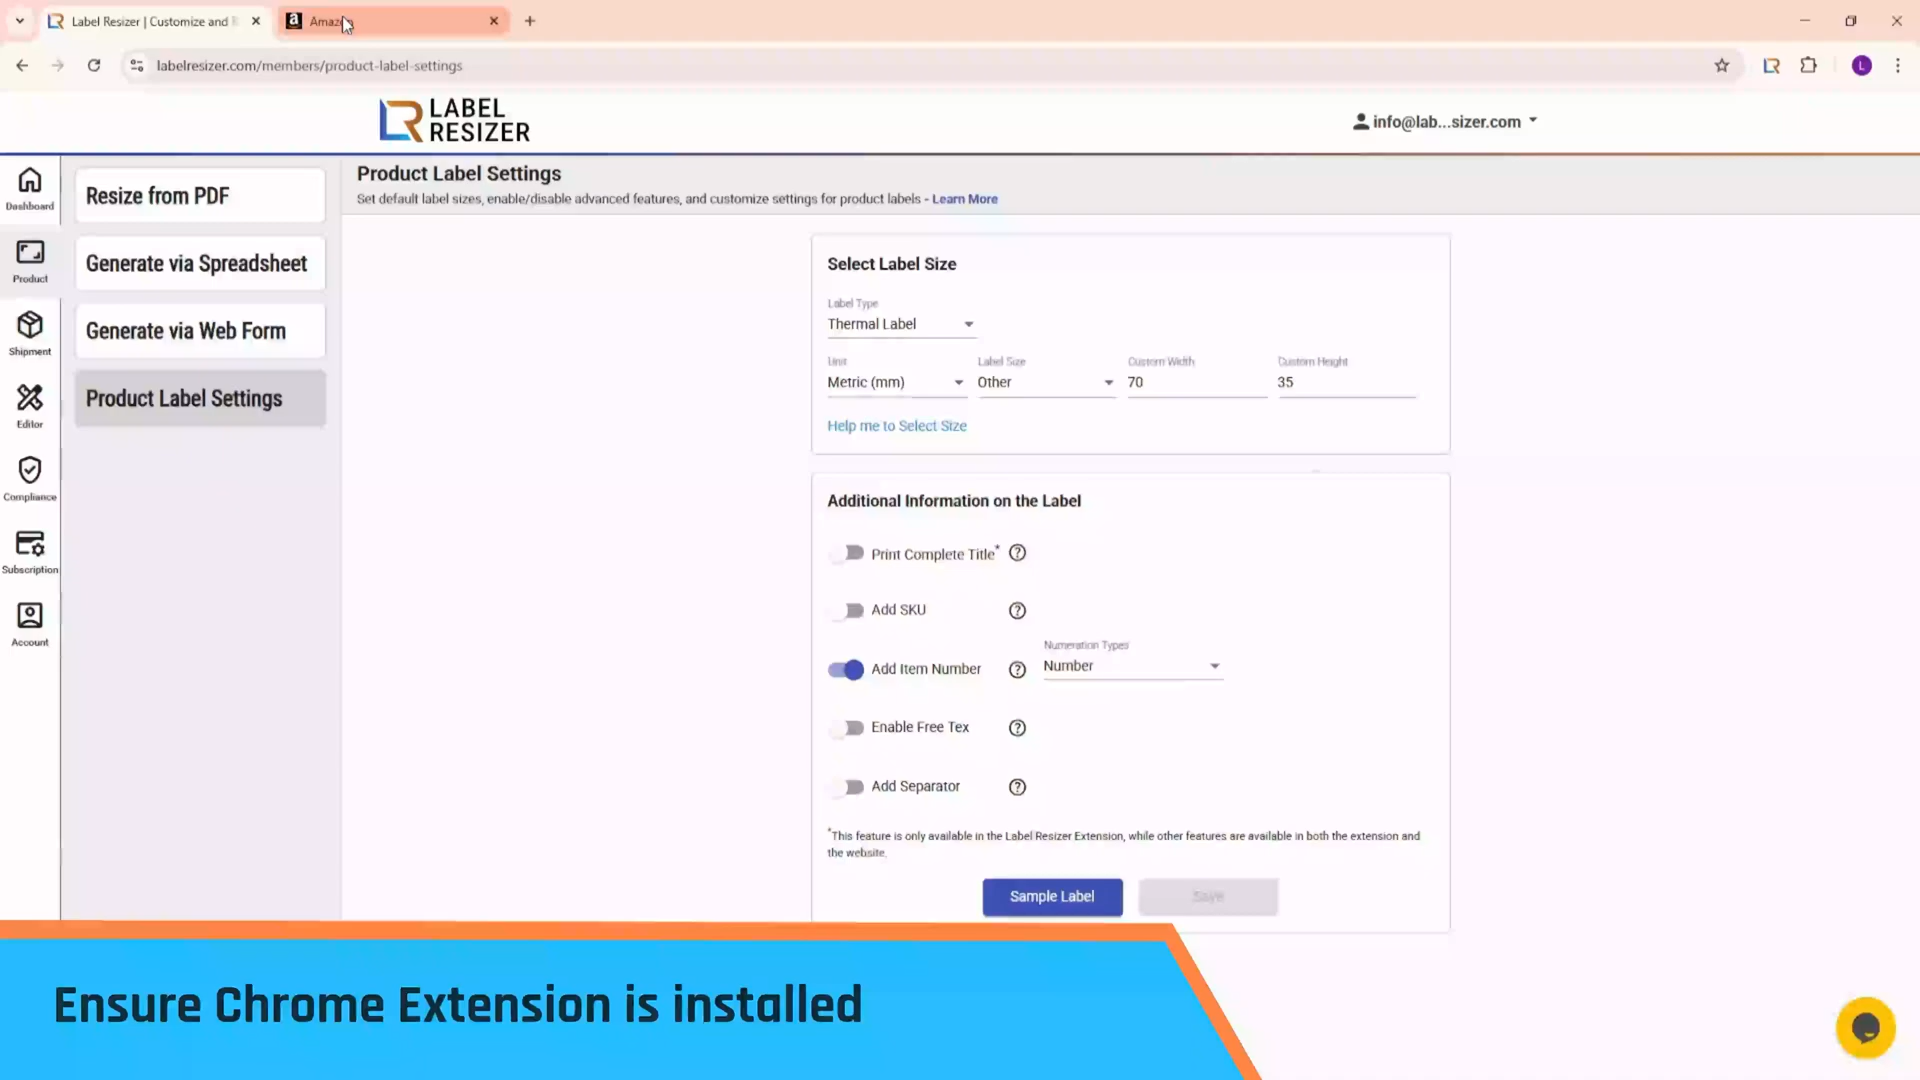 Label Resizer | Customize and
Amaz
labelresizer.com/members/product-label-settings
L
LABEL
RESIZER
info@lab...sizer.com
Dashboard
Product
Shipment
Editor
Compliance
Subscription
Account
Resize from PDF
Generate via Spreadsheet
Generate via Web Form
Product Label Settings
Product Label Settings
Set default label sizes, enable/disable advanced features, and customize settings for product labels - Learn More
Select Label Size
Label Type
Thermal Label
Unit Label Size Custom Width Custom Height
Metric (mm) Other 70 35
Help me to Select Size
Additional Information on the Label
Print Complete Title*
Add SKU
Numeration Types
Add Item Number Number
Enable Free Tex
Add Separator
*This feature is only available in the Label Resizer Extension, while other features are available in both the extension and
the website.
Sample Label Save
Ensure Chrome Extension is installed